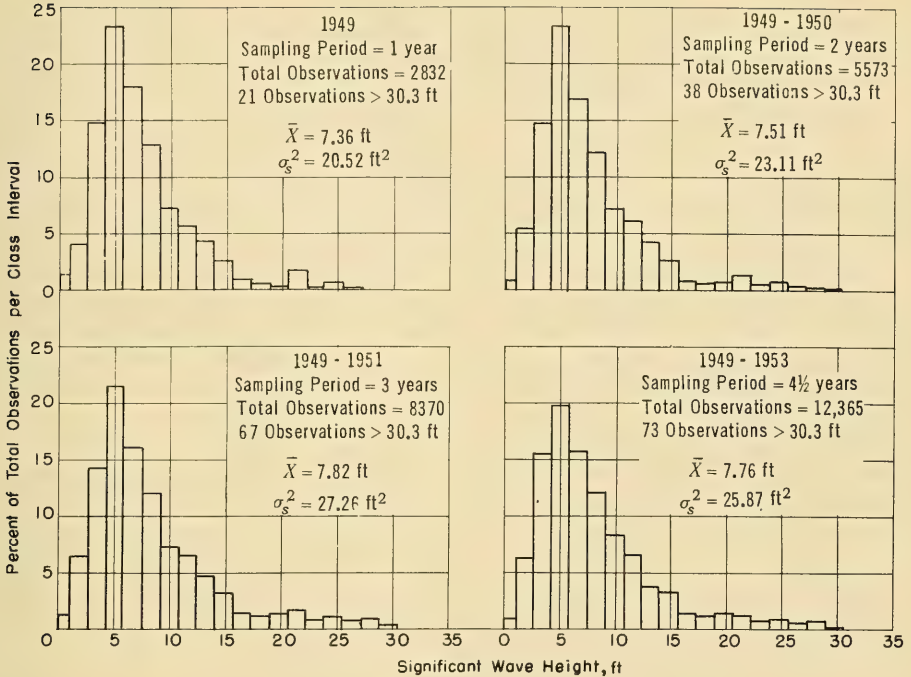 Percent of Total Observations per Class Interval
25
20
15
10
5
0
1949
Sampling Period = 1 year
Total Observations = 2832
21 Observations > 30.3 ft
X̄ = 7.36 ft
σs² = 20.52 ft²
1949 - 1950
Sampling Period = 2 years
Total Observations = 5573
38 Observations > 30.3 ft
X̄ = 7.51 ft
σs² = 23.11 ft²
25
20
15
10
5
1949 - 1951
Sampling Period = 3 years
Total Observations = 8370
67 Observations > 30.3 ft
X̄ = 7.82 ft
σs² = 27.26 ft²
0 5 10 15 20 25 30 35
1949 - 1953
Sampling Period = 4½ years
Total Observations = 12,365
73 Observations > 30.3 ft
X̄ = 7.76 ft
σs² = 25.87 ft²
0 5 10 15 20 25 30 35
Significant Wave Height, ft